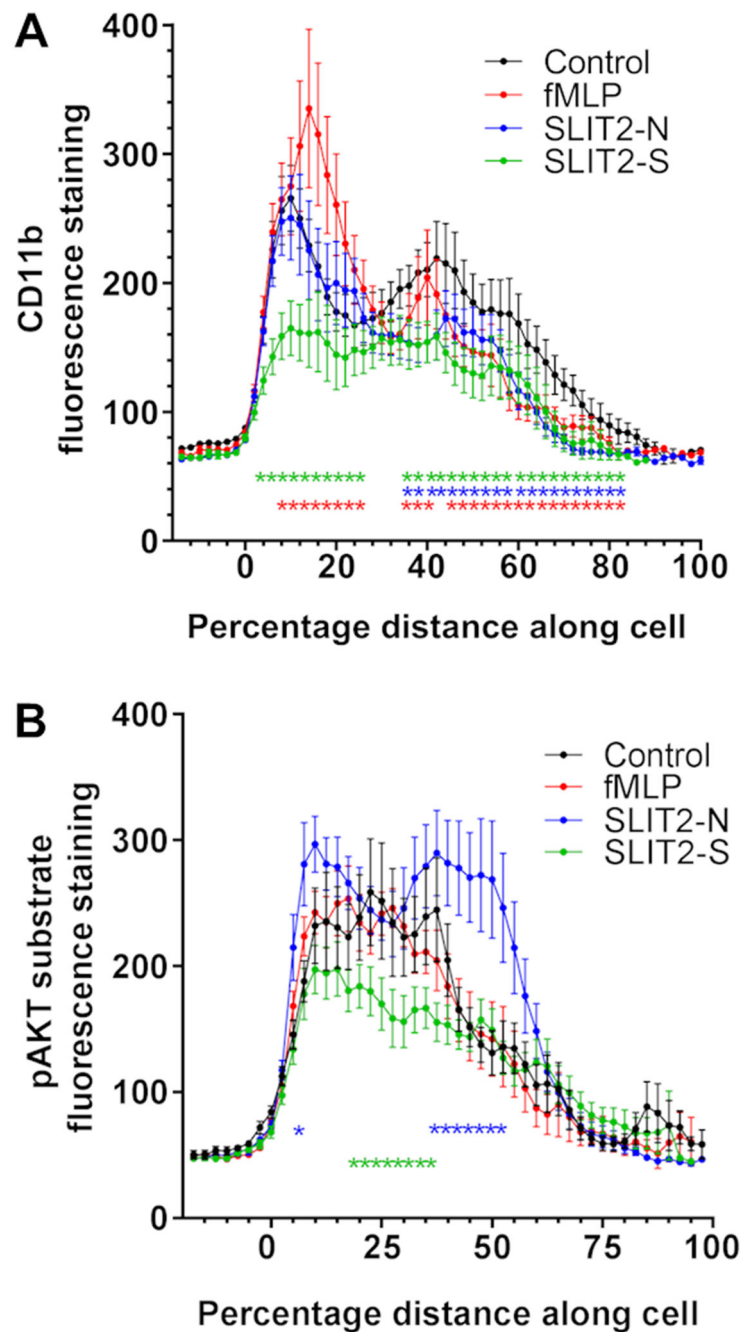 A
400
300
200
100
0
CD11b
fluorescence staining
Control
fMLP
SLIT2-N
SLIT2-S
*************************** 
0 20 40 60 80 100
Percentage distance along cell
B
400
300
200
100
0
pAKT substrate
fluorescence staining
Control
fMLP
SLIT2-N
SLIT2-S
0 25 50 75 100
Percentage distance along cell